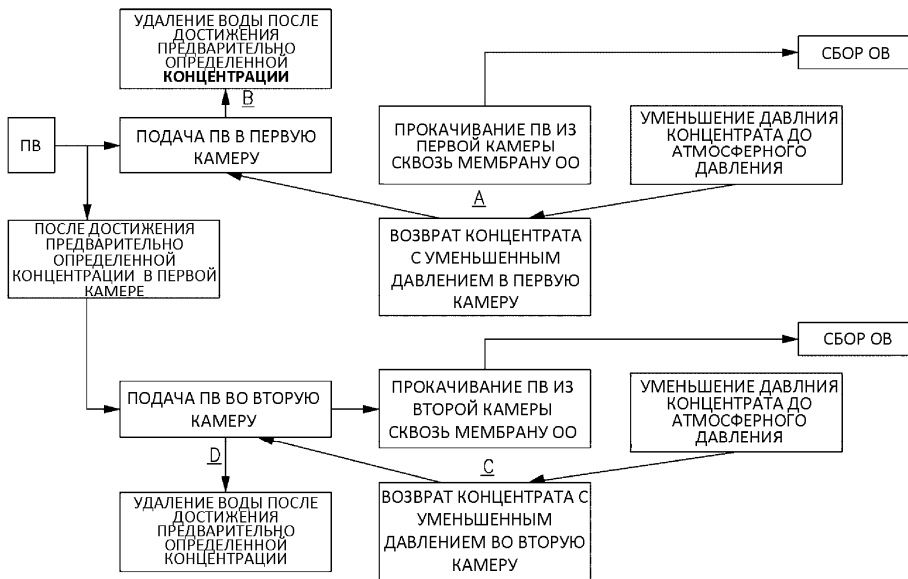 УДАЛЕНИЕ ВОДЫ ПОСЛЕ
ДОСТИЖЕНИЯ
ПРЕДВАРИТЕЛЬНО
ОПРЕДЕЛЕННОЙ
КОНЦЕНТРАЦИИ
B
ПВ
ПОДАЧА ПВ В ПЕРВУЮ
КАМЕРУ
ПРОКАЧИВАНИЕ ПВ ИЗ
ПЕРВОЙ КАМЕРЫ
СКВОЗЬ МЕМБРАНУ ОО
СБОР ОВ
УМЕНЬШЕНИЕ ДАВЛНИЯ
КОНЦЕНТРАТА ДО
АТМОСФЕРНОГО
ДАВЛЕНИЯ
A
ПОСЛЕ ДОСТИЖЕНИЯ
ПРЕДВАРИТЕЛЬНО
ОПРЕДЕЛЕННОЙ
КОНЦЕНТРАЦИИ В ПЕРВОЙ
КАМЕРЕ
ВОЗВРАТ КОНЦЕНТРАТА
С УМЕНЬШЕННЫМ
ДАВЛЕНИЕМ В ПЕРВУЮ
КАМЕРУ
СБОР ОВ
ПОДАЧА ПВ ВО ВТОРУЮ
КАМЕРУ
ПРОКАЧИВАНИЕ ПВ ИЗ
ВТОРОЙ КАМЕРЫ
СКВОЗЬ МЕМБРАНУ ОО
УМЕНЬШЕНИЕ ДАВЛНИЯ
КОНЦЕНТРАТА ДО
АТМОСФЕРНОГО
ДАВЛЕНИЯ
D
C
УДАЛЕНИЕ ВОДЫ ПОСЛЕ
ДОСТИЖЕНИЯ
ПРЕДВАРИТЕЛЬНО
ОПРЕДЕЛЕННОЙ
КОНЦЕНТРАЦИИ
ВОЗВРАТ КОНЦЕНТРАТА С
УМЕНЬШЕННЫМ
ДАВЛЕНИЕМ ВО ВТОРУЮ
КАМЕРУ